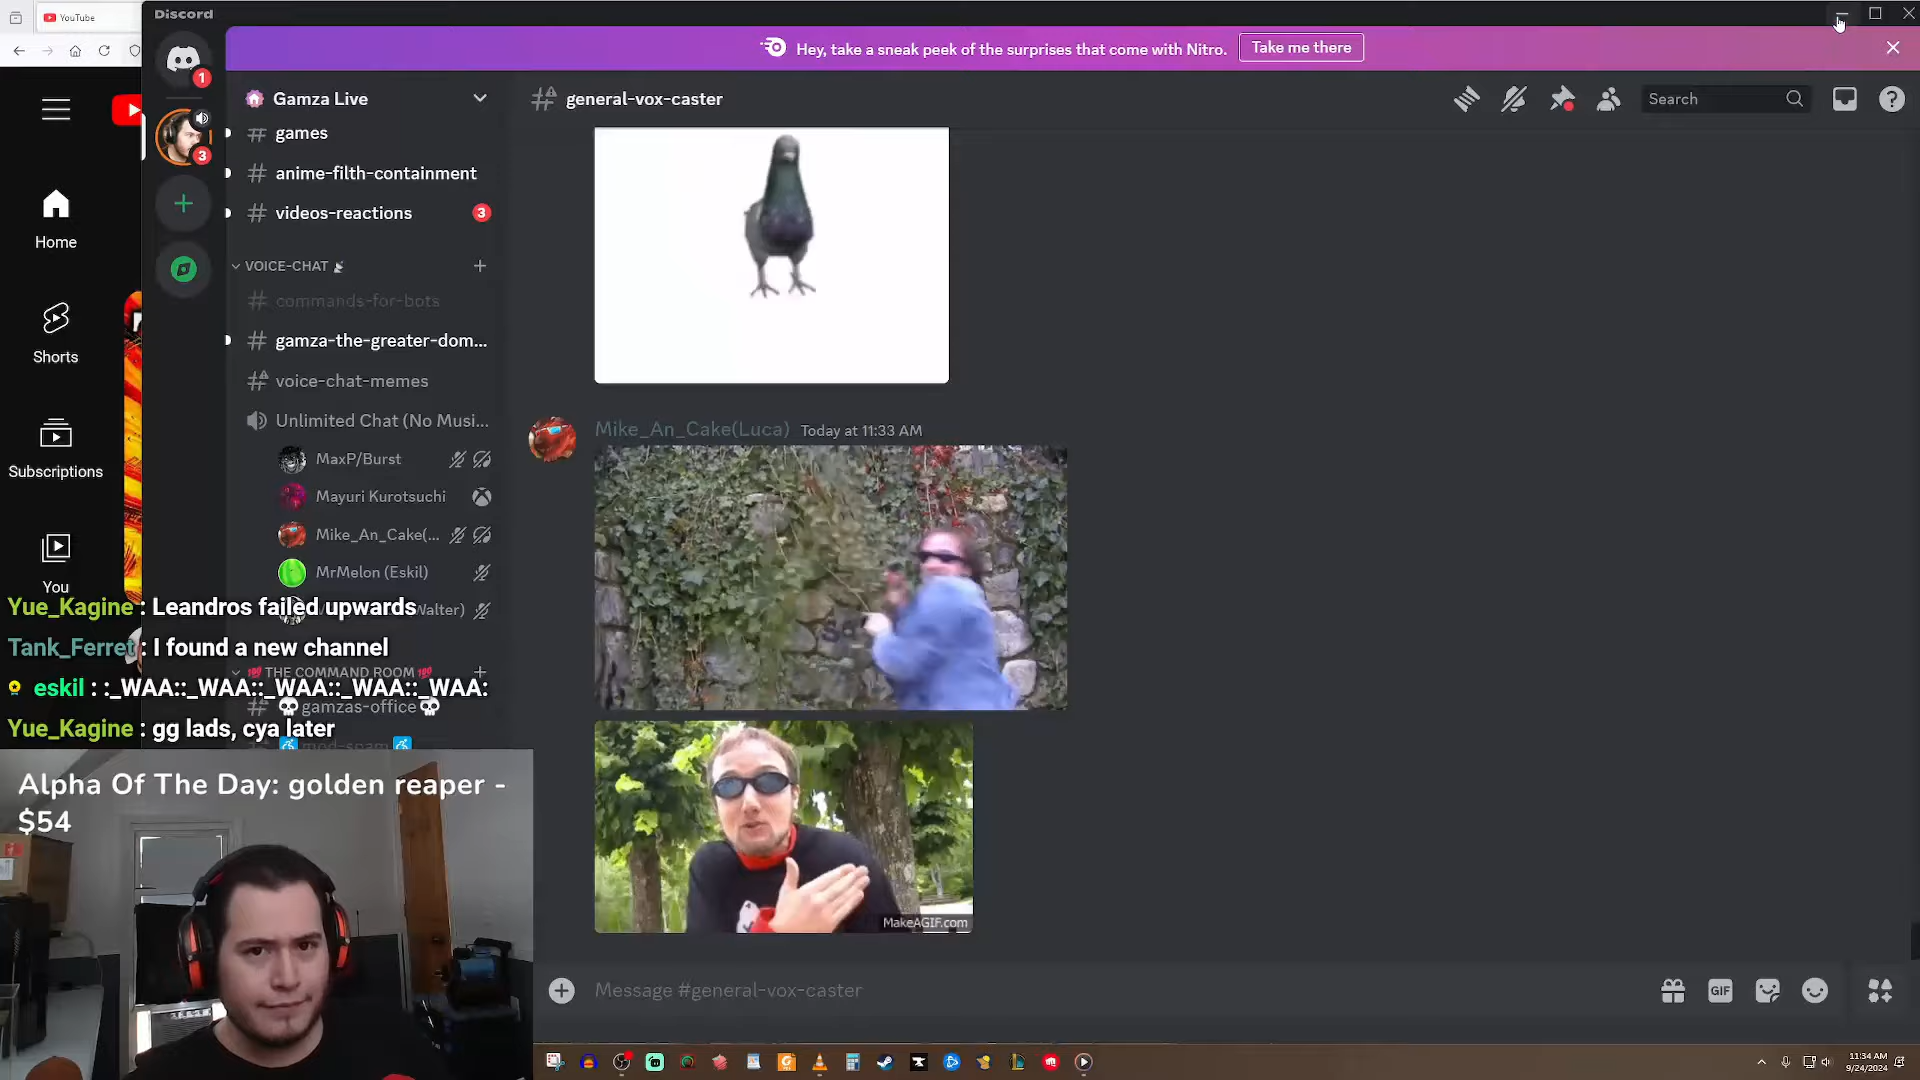 YouTube
Discord
Hey, take a sneak peek of the surprises that come with Nitro.
Take me there
1
3
Gamza Live
games
anime-filth-containment
videos-reactions
3
VOICE-CHAT
commands-for-bots
gamza-the-greater-dom...
voice-chat-memes
Unlimited Chat (No Musi...
MaxP/Burst
Mayuri Kurotsuchi
Mike_An_Cake(...
MrMelon (Eskil)
Walter)
THE COMMAND ROOM
gamzas-office
mod-spam
general-vox-caster
Search
Mike_An_Cake(Luca) Today at 11:33 AM
MakeAGIF.com
Message #general-vox-caster
GIF
Home
Shorts
Subscriptions
You
Yue_Kagine : Leandros failed upwards
Tank_Ferret : I found a new channel
eskil : :_WAA::_WAA::_WAA::_WAA::_WAA:
Yue_Kagine : gg lads, cya later
Alpha Of The Day: golden reaper -
$54
11:34 AM
9/24/2024